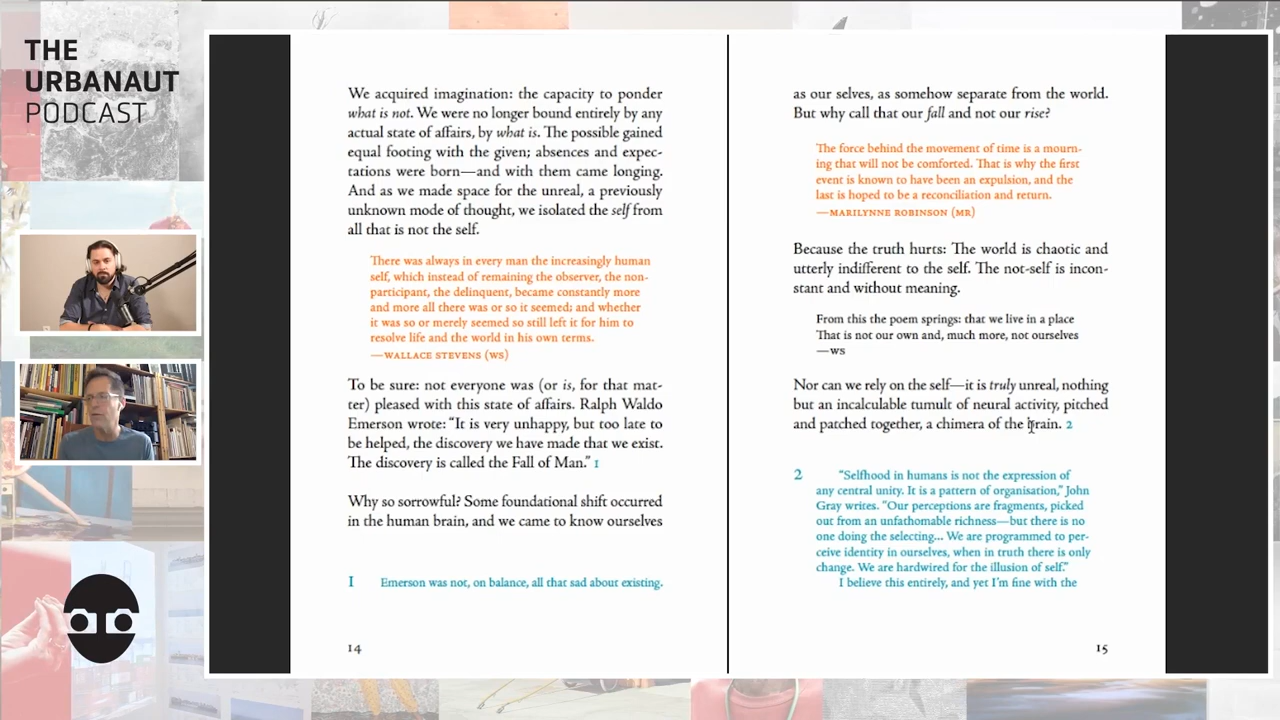 THE
URBANAUT
PODCAST
We acquired imagination: the capacity to ponder
what is not. We were no longer bound entirely by any
actual state of affairs, by what is. The possible gained
equal footing with the given; absences and expec-
tations were born—and with them came longing.
And as we made space for the unreal, a previously
unknown mode of thought, we isolated the self from
all that is not the self.
There was always in every man the increasingly human
self, which instead of remaining the observer, the non-
participant, the delinquent, became constantly more
and more all there was or so it seemed; and whether
it was so or merely seemed so still left it for him to
resolve life and the world in his own terms.
—WALLACE STEVENS (WS)
To be sure: not everyone was (or is, for that mat-
ter) pleased with this state of affairs. Ralph Waldo
Emerson wrote: “It is very unhappy, but too late to
be helped, the discovery we have made that we exist.
The discovery is called the Fall of Man.” 1
Why so sorrowful? Some foundational shift occurred
in the human brain, and we came to know ourselves
1 Emerson was not, on balance, all that sad about existing.
14
as our selves, as somehow separate from the world.
But why call that our fall and not our rise?
The force behind the movement of time is a mourn-
ing that will not be comforted. That is why the first
event is known to have been an expulsion, and the
last is hoped to be a reconciliation and return.
—MARILYNNE ROBINSON (MR)
Because the truth hurts: The world is chaotic and
utterly indifferent to the self. The not-self is incon-
stant and without meaning.
From this the poem springs: that we live in a place
That is not our own and, much more, not ourselves
—WS
Nor can we rely on the self—it is truly unreal, nothing
but an incalculable tumult of neural activity, pitched
and patched together, a chimera of the brain. 2
2 “Selfhood in humans is not the expression of
any central unity. It is a pattern of organisation,” John
Gray writes. “Our perceptions are fragments, picked
out from an unfathomable richness—but there is no
one doing the selecting... We are programmed to per-
ceive identity in ourselves, when in truth there is only
change. We are hardwired for the illusion of self.”
I believe this entirely, and yet I’m fine with the
15